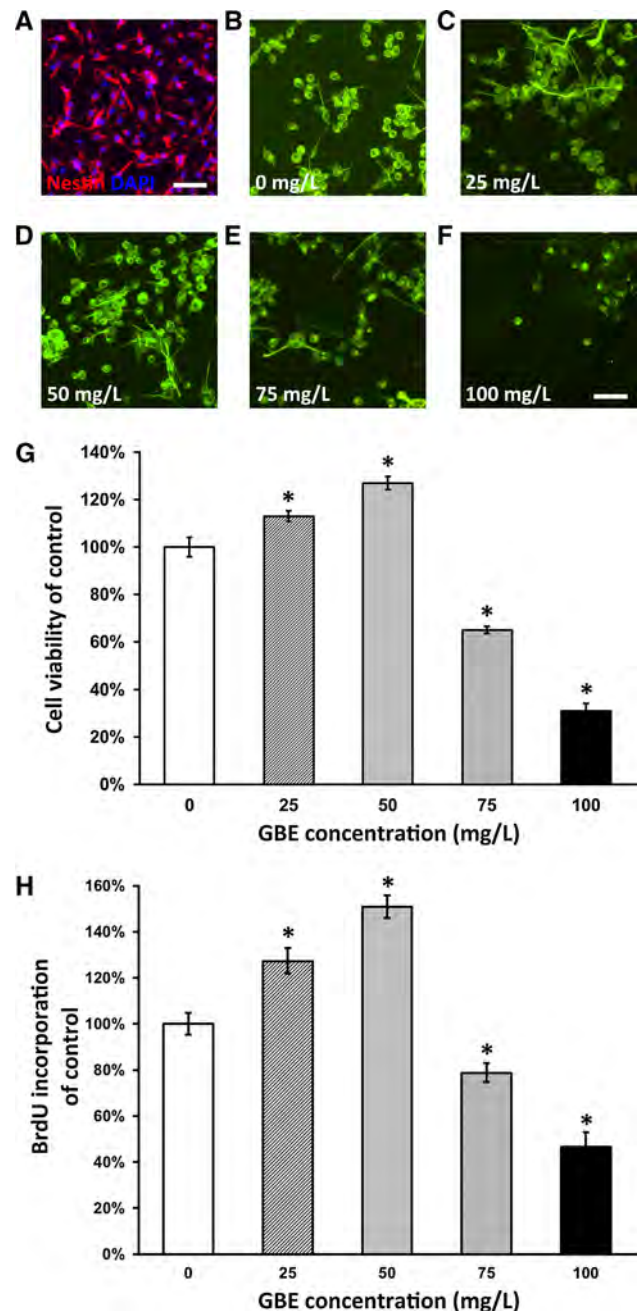 A
B
C
Nestin DAPI
0 mg/L
25 mg/L
D
E
F
50 mg/L
75 mg/L
100 mg/L
G
140%
120%
100%
80%
60%
40%
20%
0%
Cell viability of control
* * * *
0 25 50 75 100
GBE concentration (mg/L)
H
160%
140%
120%
100%
80%
60%
40%
20%
0%
BrdU incorporation
of control
* * * *
0 25 50 75 100
GBE concentration (mg/L)